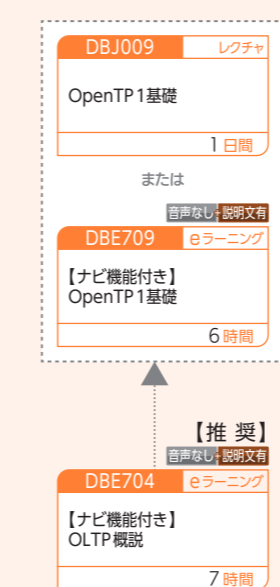 DBJ009 レクチャ
OpenTP1基礎
1日間
または
音声なし・説明文有
DBE709 eラーニング
【ナビ機能付き】
OpenTP1基礎
6時間
【推 奨】
音声なし・説明文有
DBE704 eラーニング
【ナビ機能付き】
OLTP概説
7時間